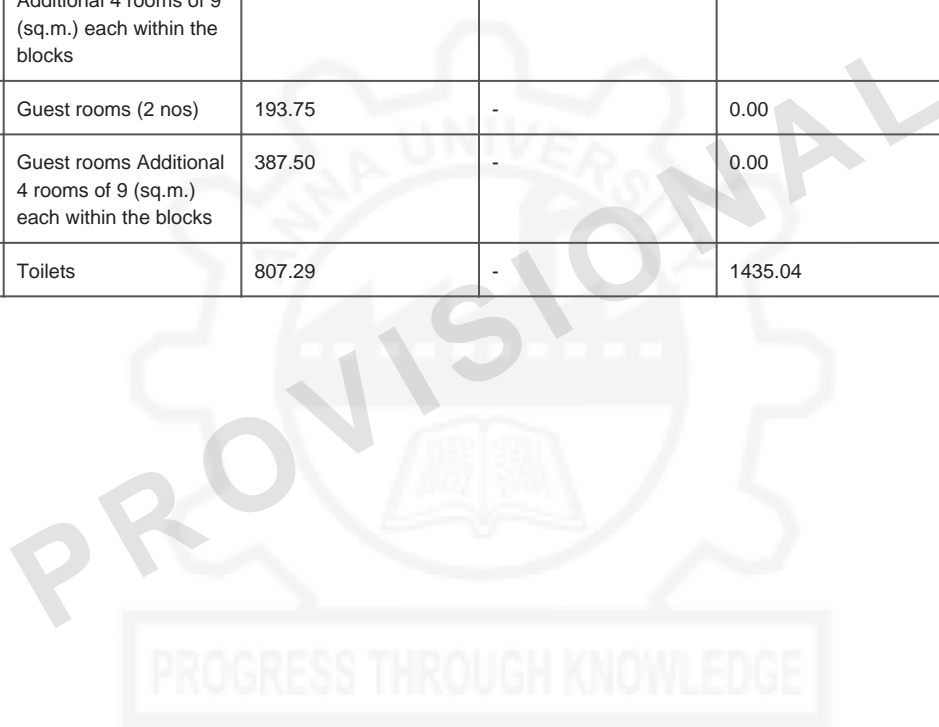 Additional 4 rooms of 9
(sq.m.) each within the
blocks
Guest rooms (2 nos) 193.75 - 0.00
Guest rooms Additional 387.50 - 0.00
4 rooms of 9 (sq.m.)
each within the blocks
Toilets 807.29 - 1435.04
ANNA UNIVERSITY
PROVISIONAL
PROGRESS THROUGH KNOWLEDGE